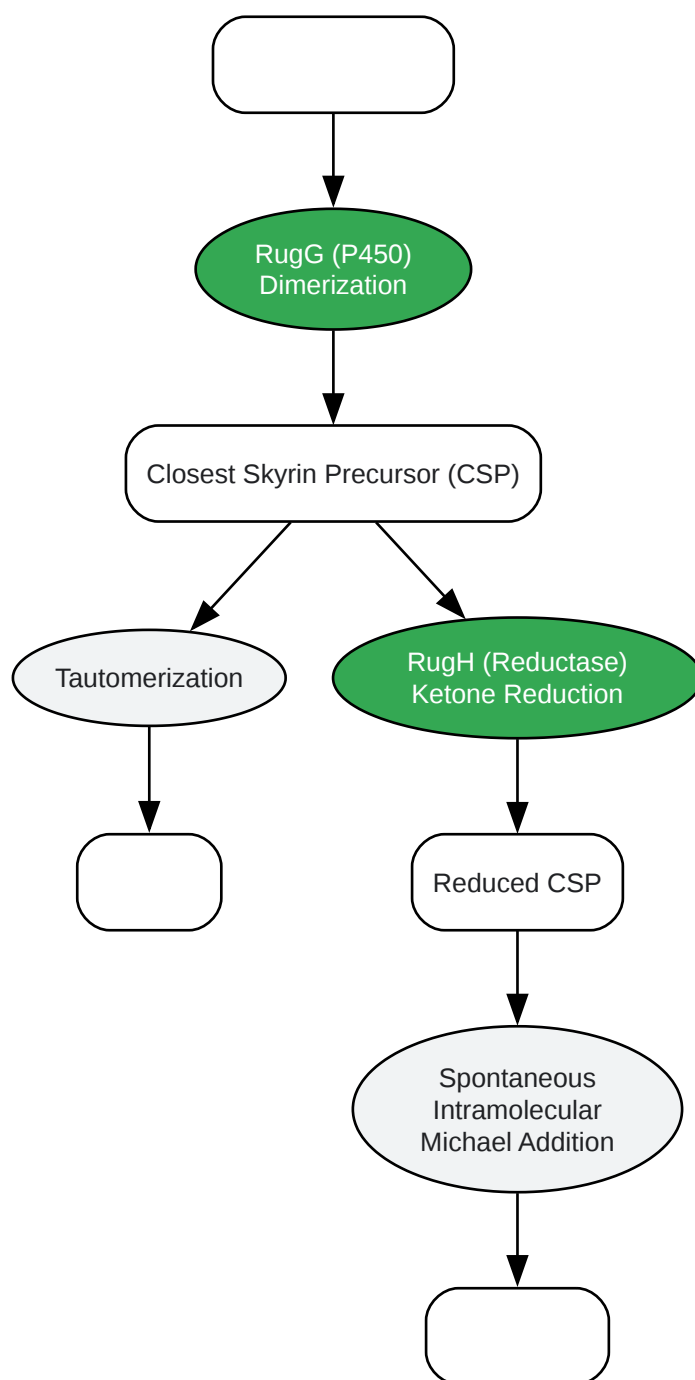 RugG (P450)
Dimerization
Closest Skyrin Precursor (CSP)
Tautomerization
RugH (Reductase)
Ketone Reduction
Reduced CSP
Spontaneous
Intramolecular
Michael Addition